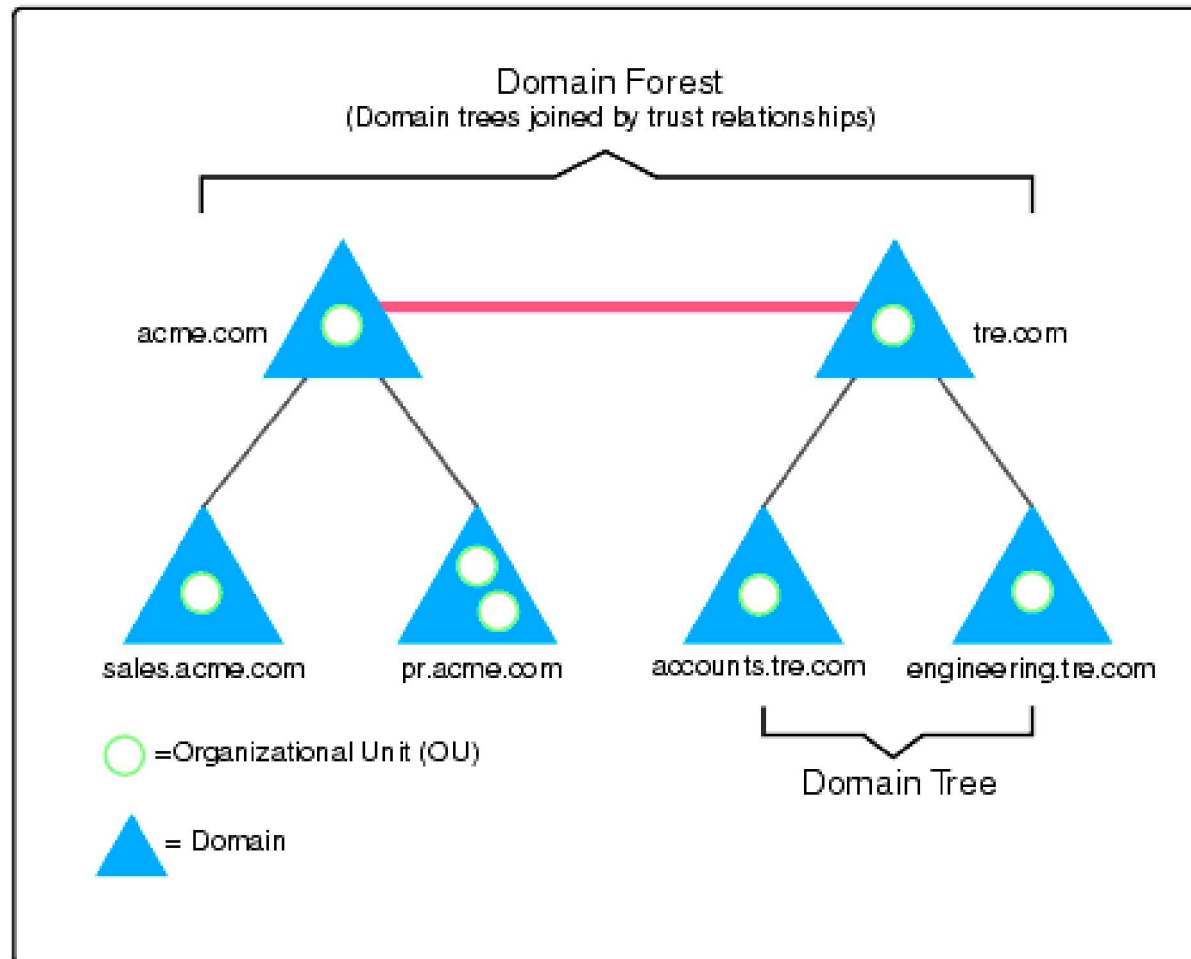 Domain Forest
(Domain trees joined by trust relationships)
acme.com
tre.com
sales.acme.com
pr.acme.com
accounts.tre.com
engineering.tre.com
=Organizational Unit (OU)
Domain Tree
= Domain